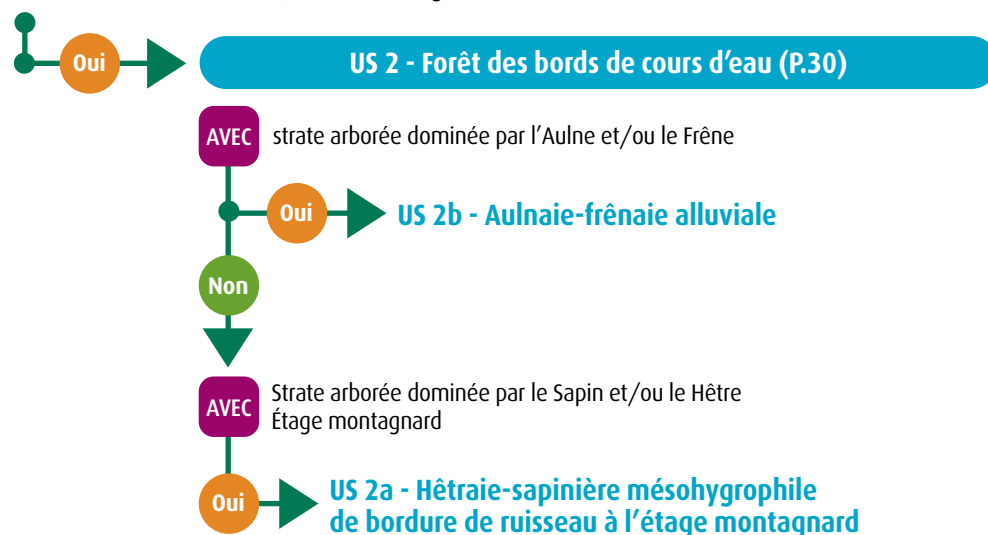 Oui
US 2 - Forêt des bords de cours d'eau (P.30)
AVEC
strate arborée dominée par l'Aulne et/ou le Frêne
Oui
US 2b - Aulnaie-frênaie alluviale
Non
AVEC
Strate arborée dominée par le Sapin et/ou le Hêtre
Étage montagnard
Oui
US 2a - Hêtraie-sapinière mésohygrophile
de bordure de ruisseau à l'étage montagnard